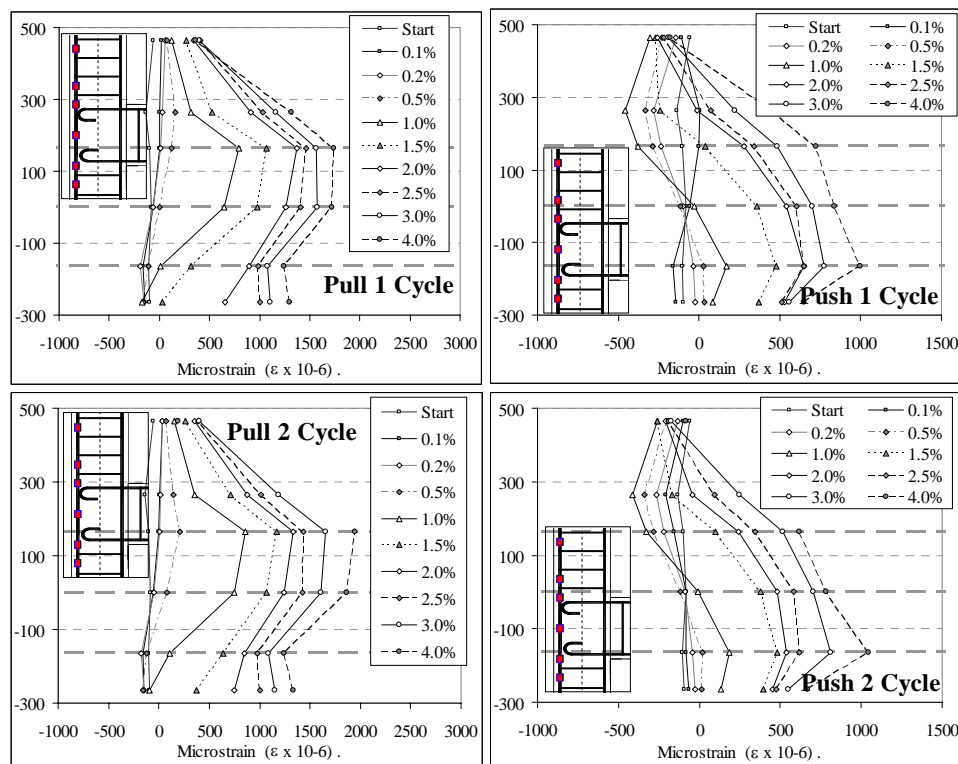 500
300
100
-100
-300
-1000 -500 0 500 1000 1500 2000 2500 3000
Microstrain (ε x 10-6) .
Start
0.1%
0.2%
0.5%
1.0%
1.5%
2.0%
2.5%
3.0%
4.0%
Pull 1 Cycle
500
300
100
-100
-300
-1000 -500 0 500 1000 1500
Microstrain (ε x 10-6) .
Start 0.1%
0.2% 0.5%
1.0% 1.5%
2.0% 2.5%
3.0% 4.0%
Push 1 Cycle
500
300
100
-100
-300
-1000 -500 0 500 1000 1500 2000 2500 3000
Microstrain (ε x 10-6) .
Pull 2 Cycle
Start
0.1%
0.2%
0.5%
1.0%
1.5%
2.0%
2.5%
3.0%
4.0%
500
300
100
-100
-300
-1000 -500 0 500 1000 1500
Microstrain (ε x 10-6) .
Start 0.1%
0.2% 0.5%
1.0% 1.5%
2.0% 2.5%
3.0% 4.0%
Push 2 Cycle